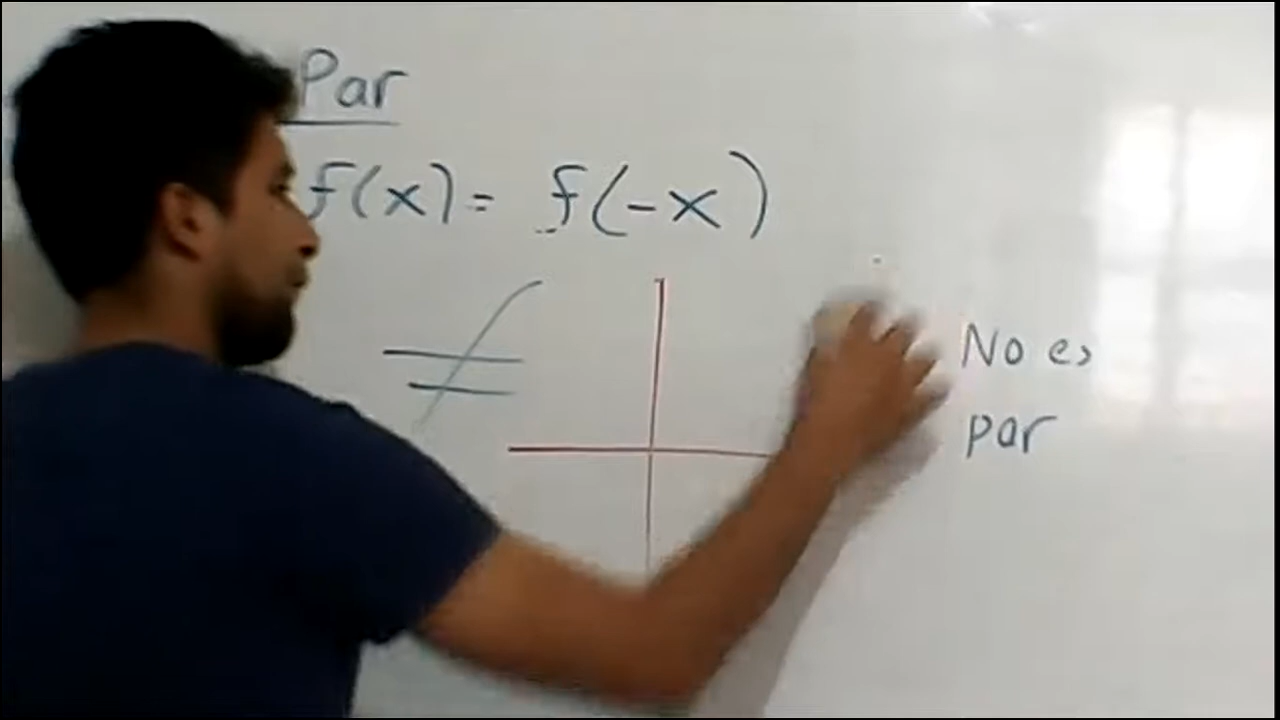 Par
f(x) = f(-x)
≠
No es
par